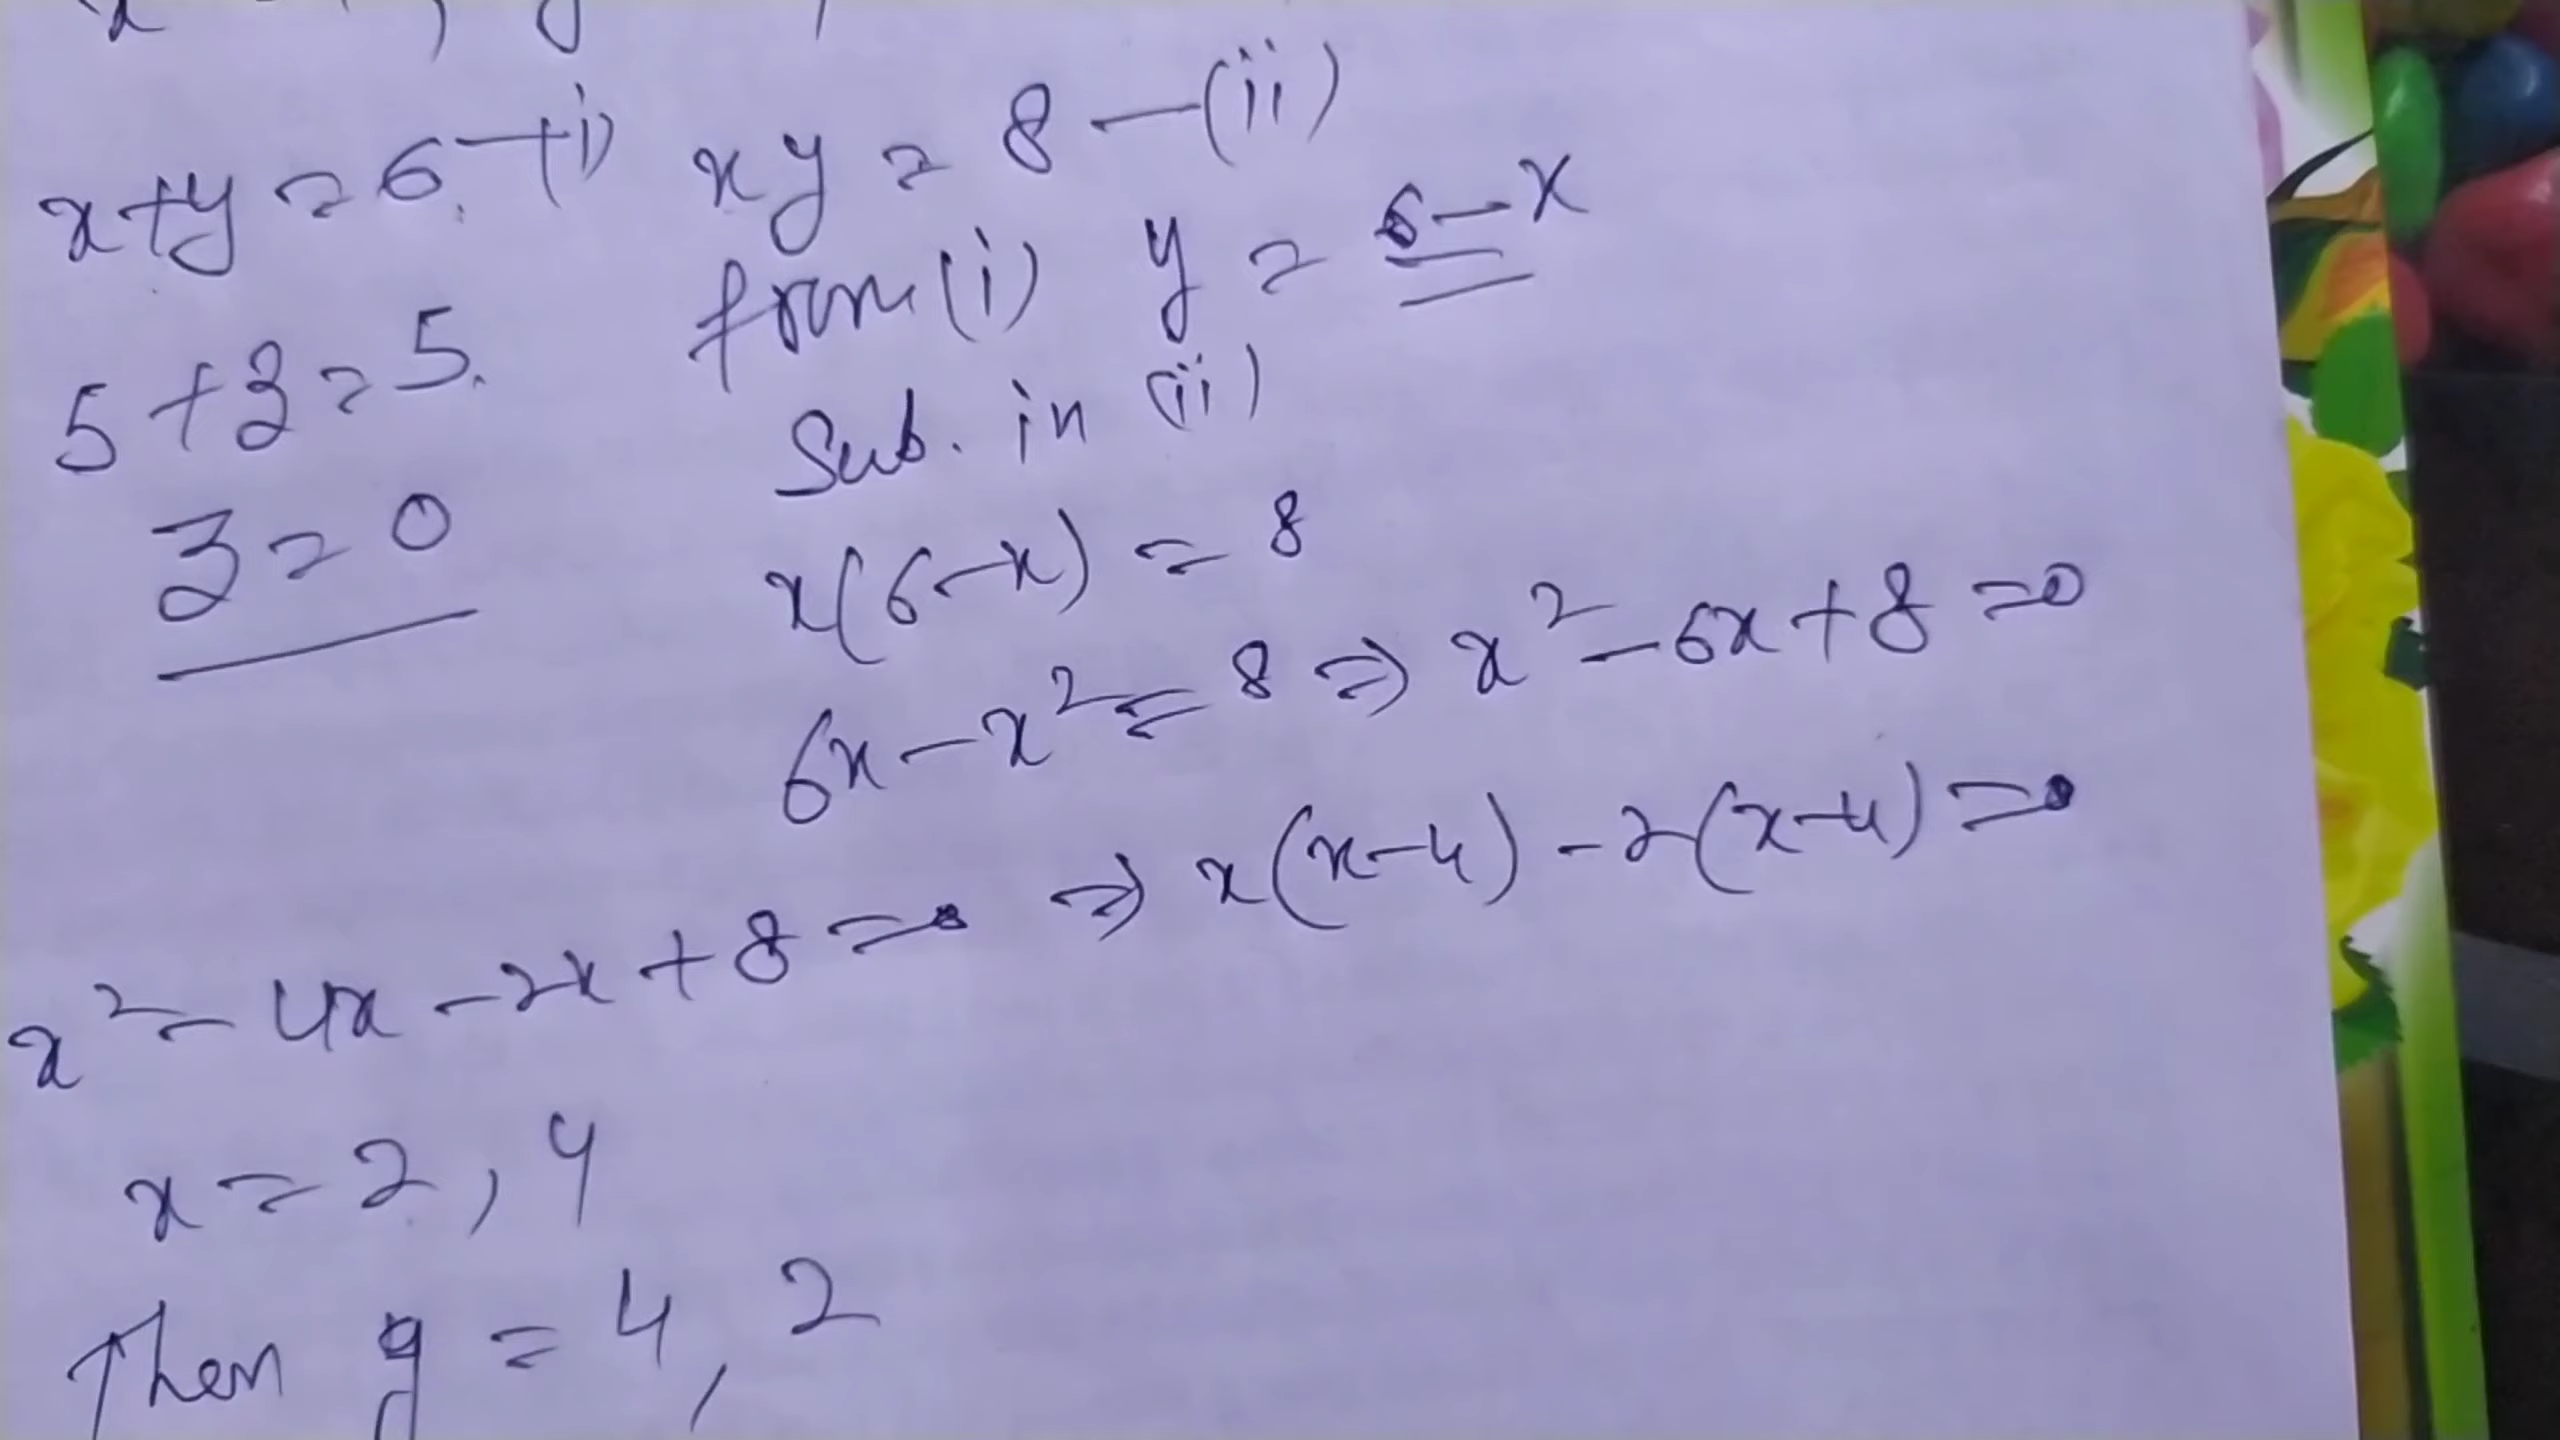 x+y = 6 —(i)
xy = 8 —(ii)
5+z = 5.
from (i) y = 6-x
z = 0
Sub. in (ii)
x(6-x) = 8
6x-x² = 8 ⇒ x²-6x+8=0
x²-4x-2x+8=0 ⇒ x(x-4)-2(x-4)=0
x = 2, 4
Then y = 4, 2